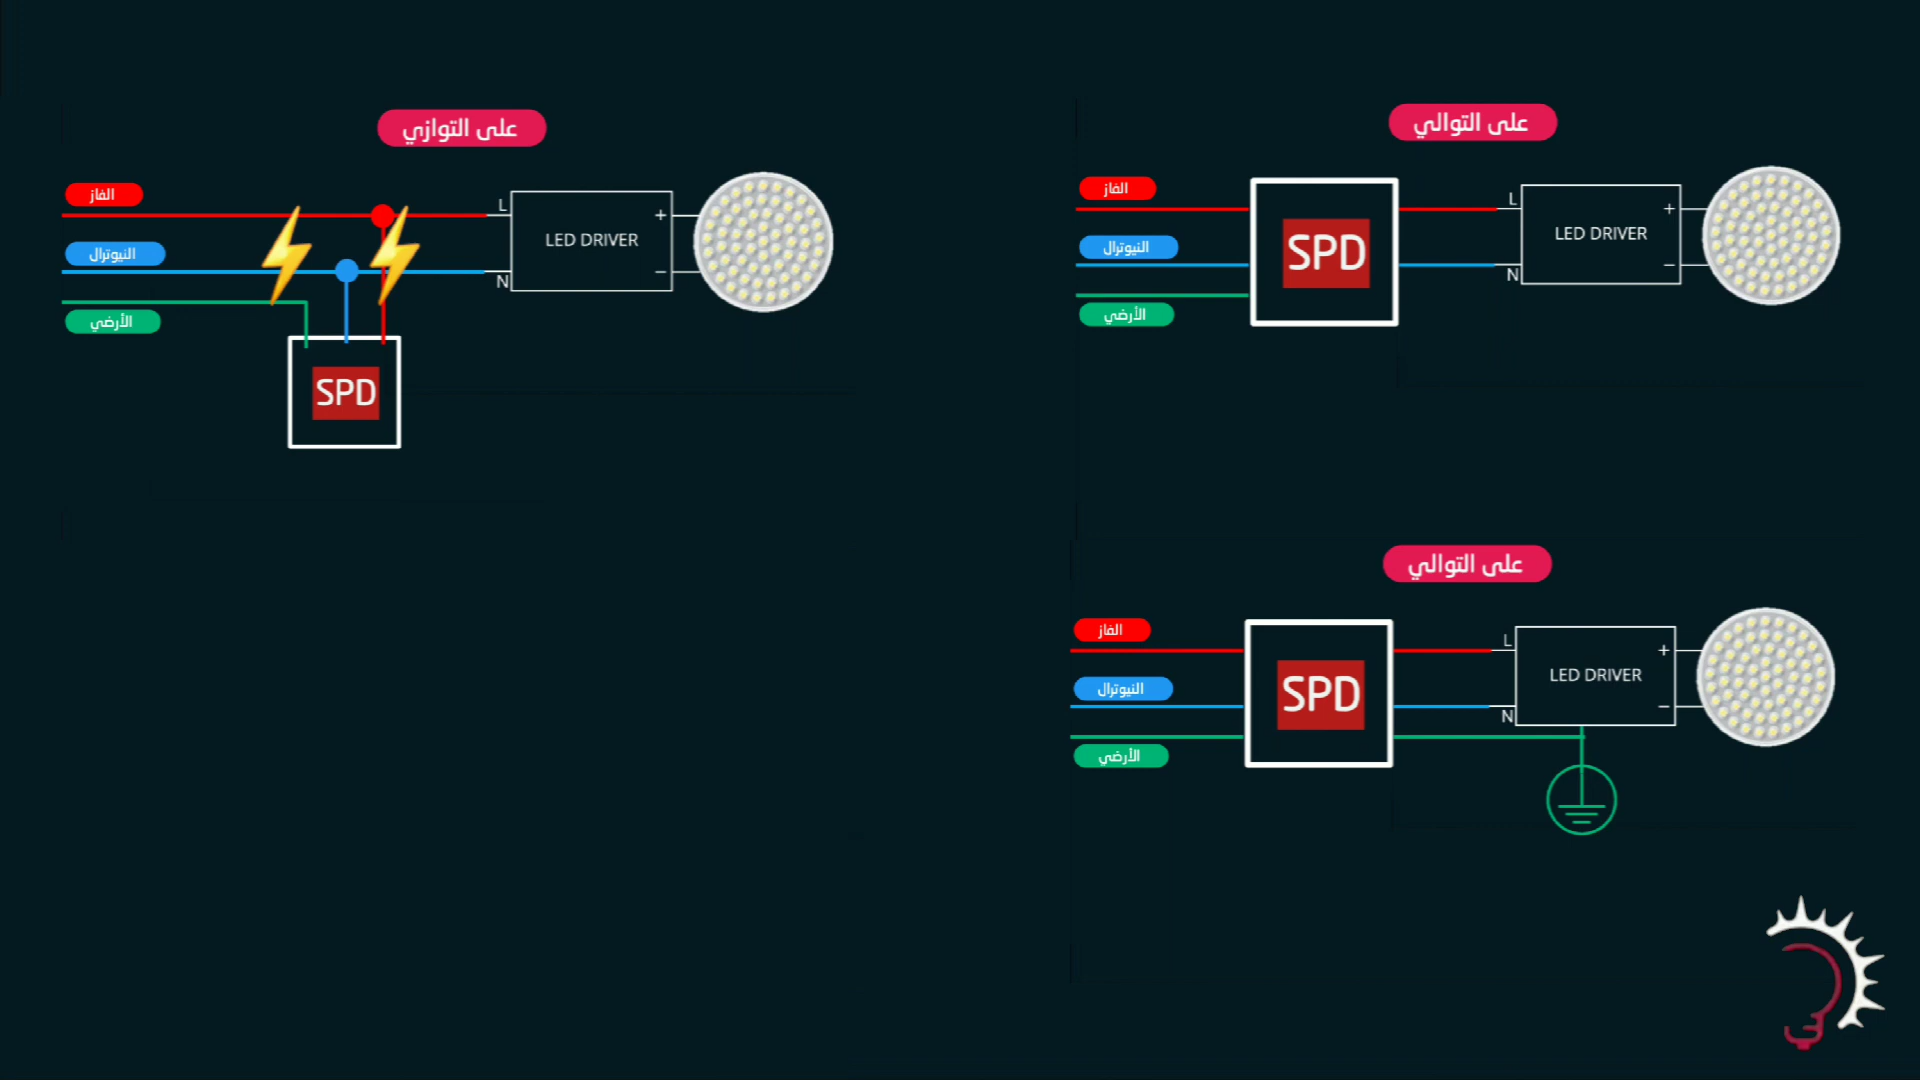 على التوازي
الفاز
L
LED DRIVER
+
النيوترال
N
−
الأرضي
SPD
على التوالي
الفاز
L
SPD
LED DRIVER
+
النيوترال
N
−
الأرضي
على التوالي
الفاز
L
SPD
LED DRIVER
+
النيوترال
N
−
الأرضي